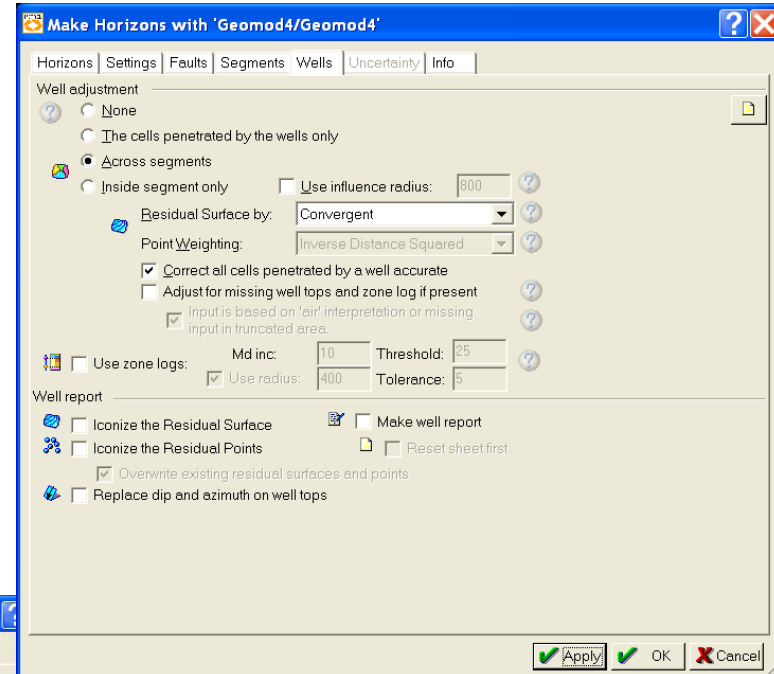 Make Horizons with 'Geomod4/Geomod4'
Horizons Settings Faults Segments Wells Uncertainty Info
Well adjustment
None
The cells penetrated by the wells only
Across segments
Inside segment only Use influence radius: 800
Residual Surface by: Convergent
Point Weighting: Inverse Distance Squared
Correct all cells penetrated by a well accurate
Adjust for missing well tops and zone log if present
Input is based on 'air' interpretation or missing
input in truncated area.
Use zone logs: Md inc: 10 Threshold: 25
Use radius: 400 Tolerance: 5
Well report
Iconize the Residual Surface Make well report
Iconize the Residual Points Reset sheet first
Overwrite existing residual surfaces and points
Replace dip and azimuth on well tops
Apply OK Cancel